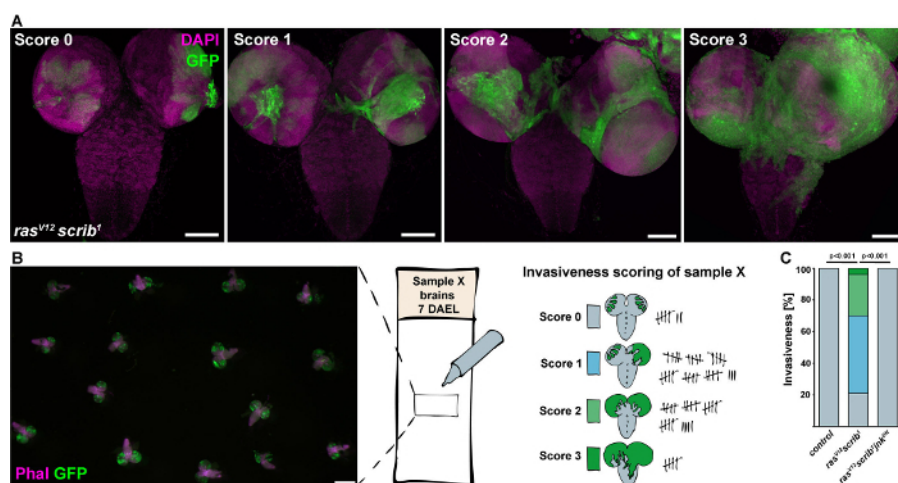 A
Score 0
DAPI
GFP
Score 1
Score 2
Score 3
ras^V12 scrib^1
B
Phal GFP
Sample X
brains
7 DAEL
Invasiveness scoring of sample X
Score 0
Score 1
Score 2
Score 3
C
p<0.001 p<0.001
Invasiveness [%]
100
80
60
40
20
control
ras^V12 scrib^1
ras^V12 scrib^1 jnk^DN